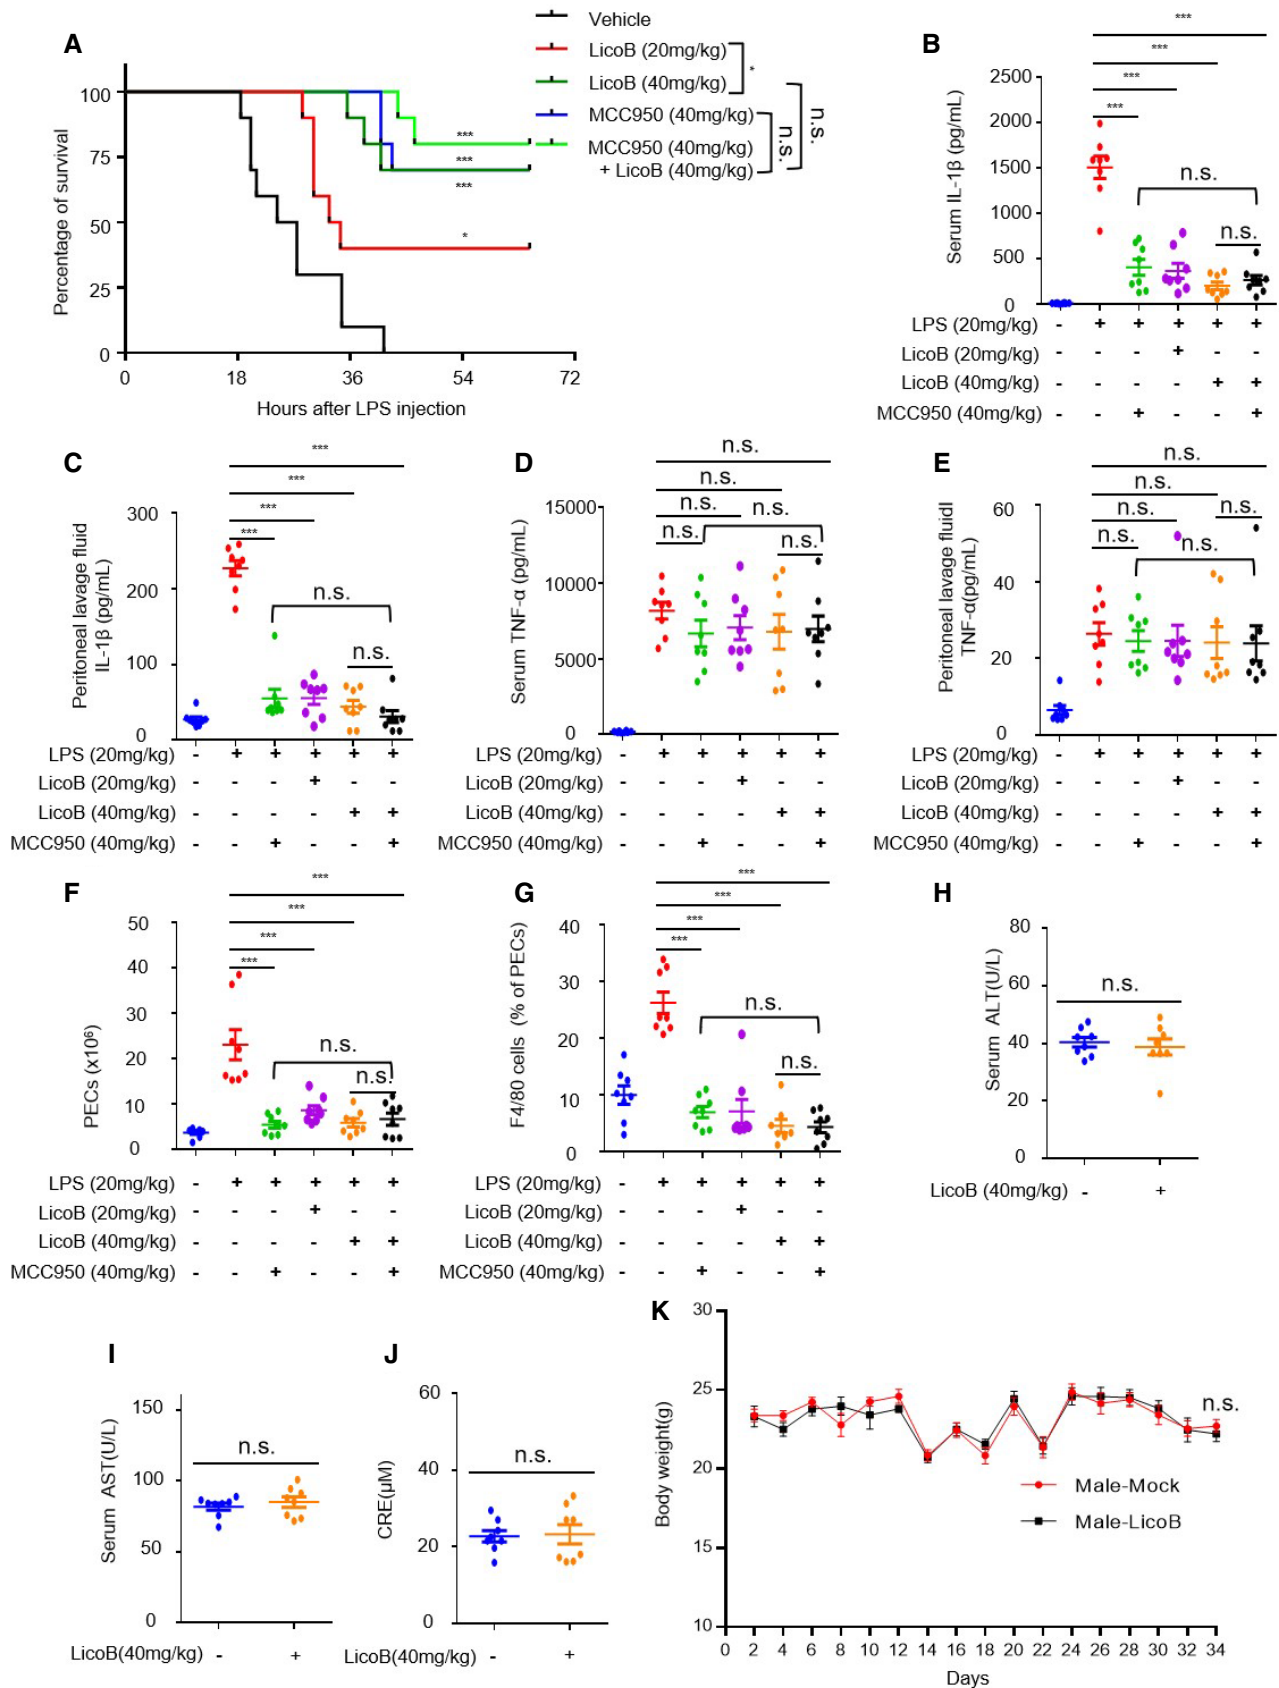 A
Vehicle
LicoB (20mg/kg)
LicoB (40mg/kg)
MCC950 (40mg/kg)
MCC950 (40mg/kg)
+ LicoB (40mg/kg)
*
n.s.
n.s.
Percentage of survival
100
75
50
25
0
***
***
***
*
0 18 36 54 72
Hours after LPS injection
B
Serum IL-1β (pg/mL)
2500
2000
1500
1000
500
0
***
***
***
***
n.s.
n.s.
LPS (20mg/kg) - + + + + +
LicoB (20mg/kg) - - - + - -
LicoB (40mg/kg) - - - - + +
MCC950 (40mg/kg) - - + - - +
C
Peritoneal lavage fluid
IL-1β (pg/mL)
300
200
100
0
***
***
***
***
n.s.
n.s.
LPS (20mg/kg) - + + + + +
LicoB (20mg/kg) - - - + - -
LicoB (40mg/kg) - - - - + +
MCC950 (40mg/kg) - - + - - +
D
Serum TNF-α (pg/mL)
15000
10000
5000
0
n.s.
n.s.
n.s.
n.s.
n.s.
n.s.
LPS (20mg/kg) - + + + + +
LicoB (20mg/kg) - - - + - -
LicoB (40mg/kg) - - - - + +
MCC950 (40mg/kg) - - + - - +
E
Peritoneal lavage fluidl
TNF-α(pg/mL)
60
40
20
0
n.s.
n.s.
n.s.
n.s.
n.s.
n.s.
LPS (20mg/kg) - + + + + +
LicoB (20mg/kg) - - - + - -
LicoB (40mg/kg) - - - - + +
MCC950 (40mg/kg) - - + - - +
F
PECs (x10⁶)
50
40
30
20
10
0
***
***
***
***
n.s.
n.s.
LPS (20mg/kg) - + + + + +
LicoB (20mg/kg) - - - + - -
LicoB (40mg/kg) - - - - + +
MCC950 (40mg/kg) - - + - - +
G
F4/80 cells (% of PECs)
40
30
20
10
0
***
***
***
***
n.s.
n.s.
LPS (20mg/kg) - + + + + +
LicoB (20mg/kg) - - - + - -
LicoB (40mg/kg) - - - - + +
MCC950 (40mg/kg) - - + - - +
H
Serum ALT(U/L)
80
60
40
20
0
n.s.
LicoB (40mg/kg) - +
I
Serum AST(U/L)
150
100
50
0
n.s.
LicoB(40mg/kg) - +
J
CRE(μM)
60
40
20
0
n.s.
LicoB(40mg/kg) - +
K
Body weight(g)
30
25
20
15
10
n.s.
Male-Mock
Male-LicoB
0 2 4 6 8 10 12 14 16 18 20 22 24 26 28 30 32 34
Days